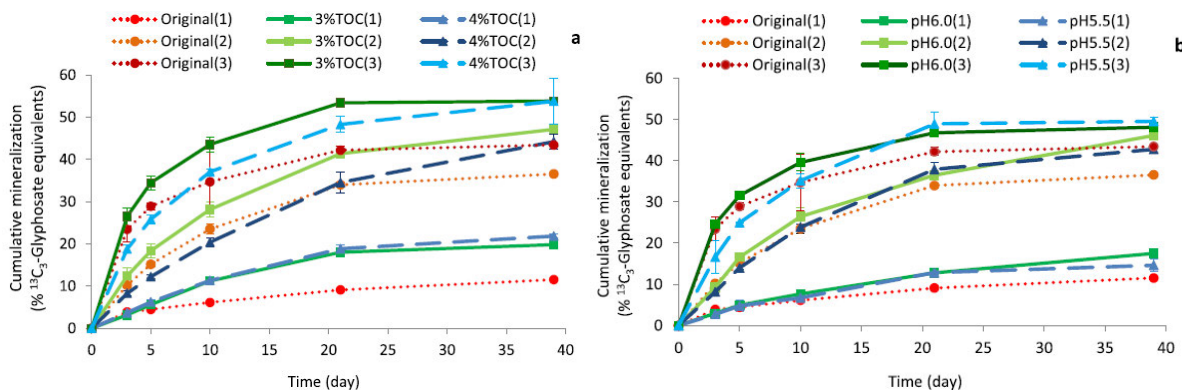 Original(1) 3%TOC(1) 4%TOC(1)
Original(2) 3%TOC(2) 4%TOC(2)
Original(3) 3%TOC(3) 4%TOC(3)
a
Cumulative mineralization
(% ¹³C₃-Glyphosate equivalents)
60
50
40
30
20
10
0
0 5 10 15 20 25 30 35 40
Time (day)
Original(1) pH6.0(1) pH5.5(1)
Original(2) pH6.0(2) pH5.5(2)
Original(3) pH6.0(3) pH5.5(3)
b
Cumulative mineralization
(% ¹³C₃-Glyphosate equivalents)
60
50
40
30
20
10
0
0 5 10 15 20 25 30 35 40
Time (day)